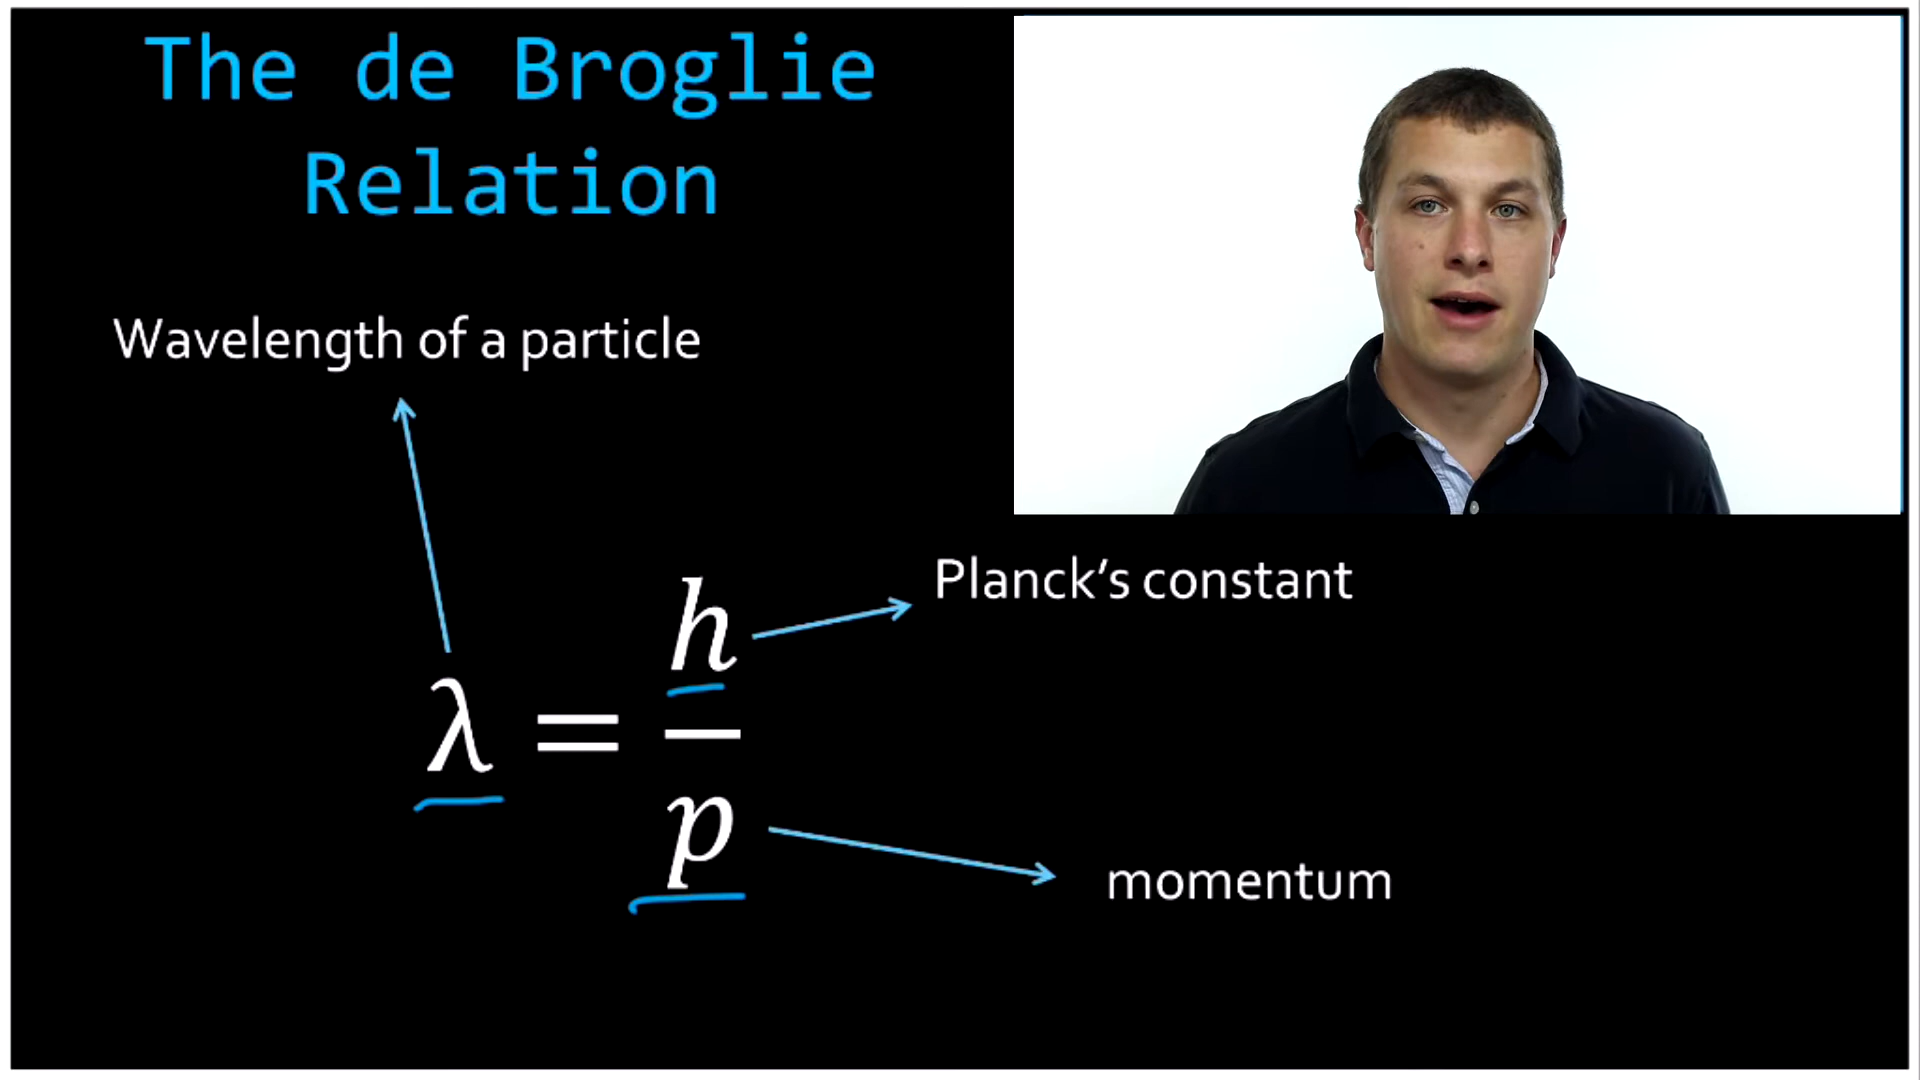 The de Broglie
Relation
Wavelength of a particle
Planck’s constant
λ = h/p
momentum